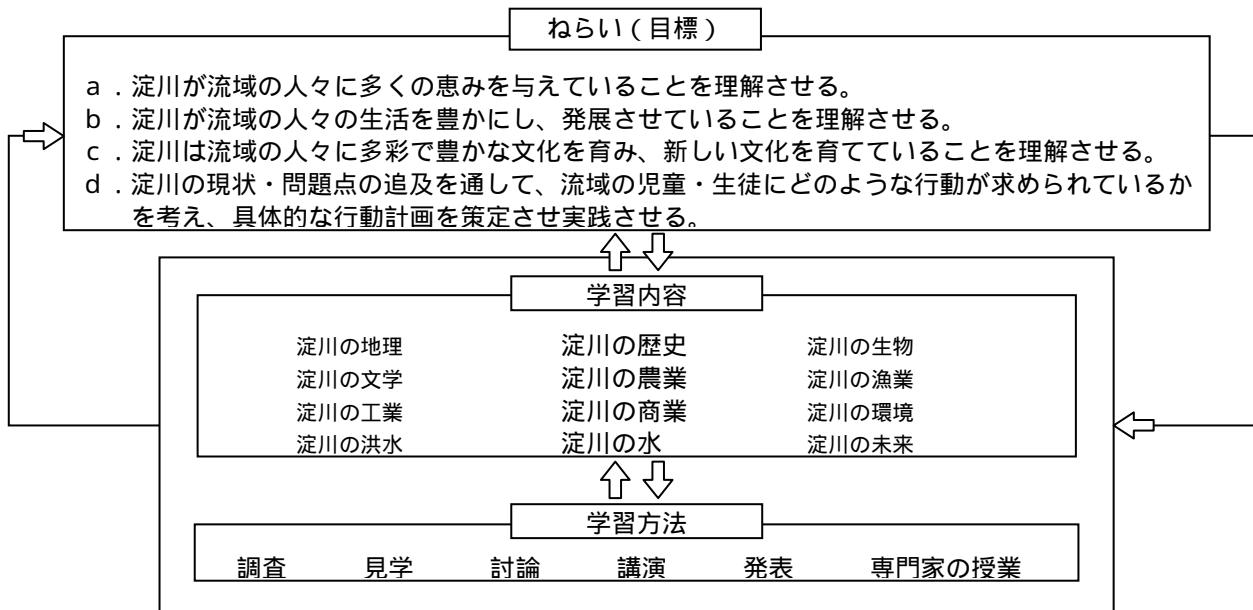 ねらい(目標)
a.淀川が流域の人々に多くの恵みを与えていることを理解させる。
b.淀川が流域の人々の生活を豊かにし、発展させていることを理解させる。
c.淀川は流域の人々に多彩で豊かな文化を育み、新しい文化を育てていることを理解させる。
d.淀川の現状・問題点の追及を通して、流域の児童・生徒にどのような行動が求められているか
を考え、具体的な行動計画を策定させ実践させる。
学習内容
淀川の地理 淀川の歴史 淀川の生物
淀川の文学 淀川の農業 淀川の漁業
淀川の工業 淀川の商業 淀川の環境
淀川の洪水 淀川の水 淀川の未来
学習方法
調査 見学 討論 講演 発表 専門家の授業